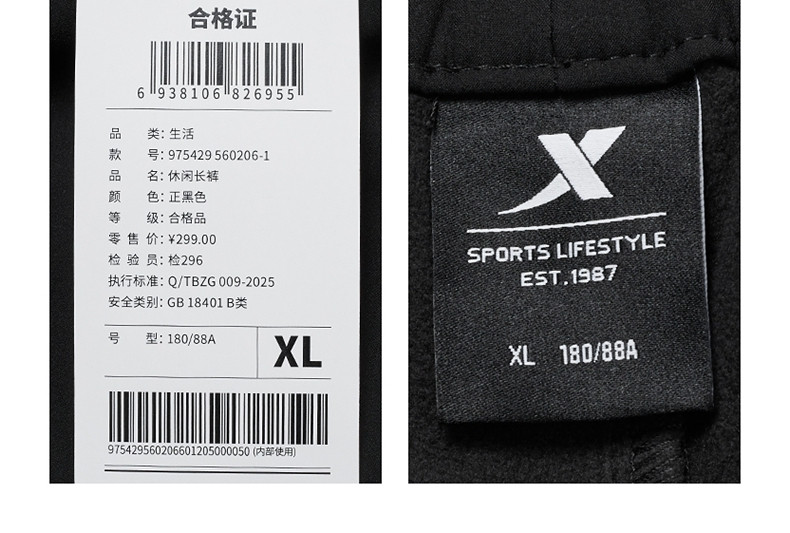 合格证
6 938106 826955
品 类: 生活
款 号: 975429 560206-1
品 名: 休闲长裤
颜 色: 正黑色
等 级: 合格品
零 售 价: ¥299.00
检 验 员: 检296
执行标准: Q/TBZG 009-2025
安全类别: GB 18401 B类
号 型: 180/88A
XL
975429560206601205000050 (内部使用)
SPORTS LIFESTYLE
EST.1987
XL 180/88A